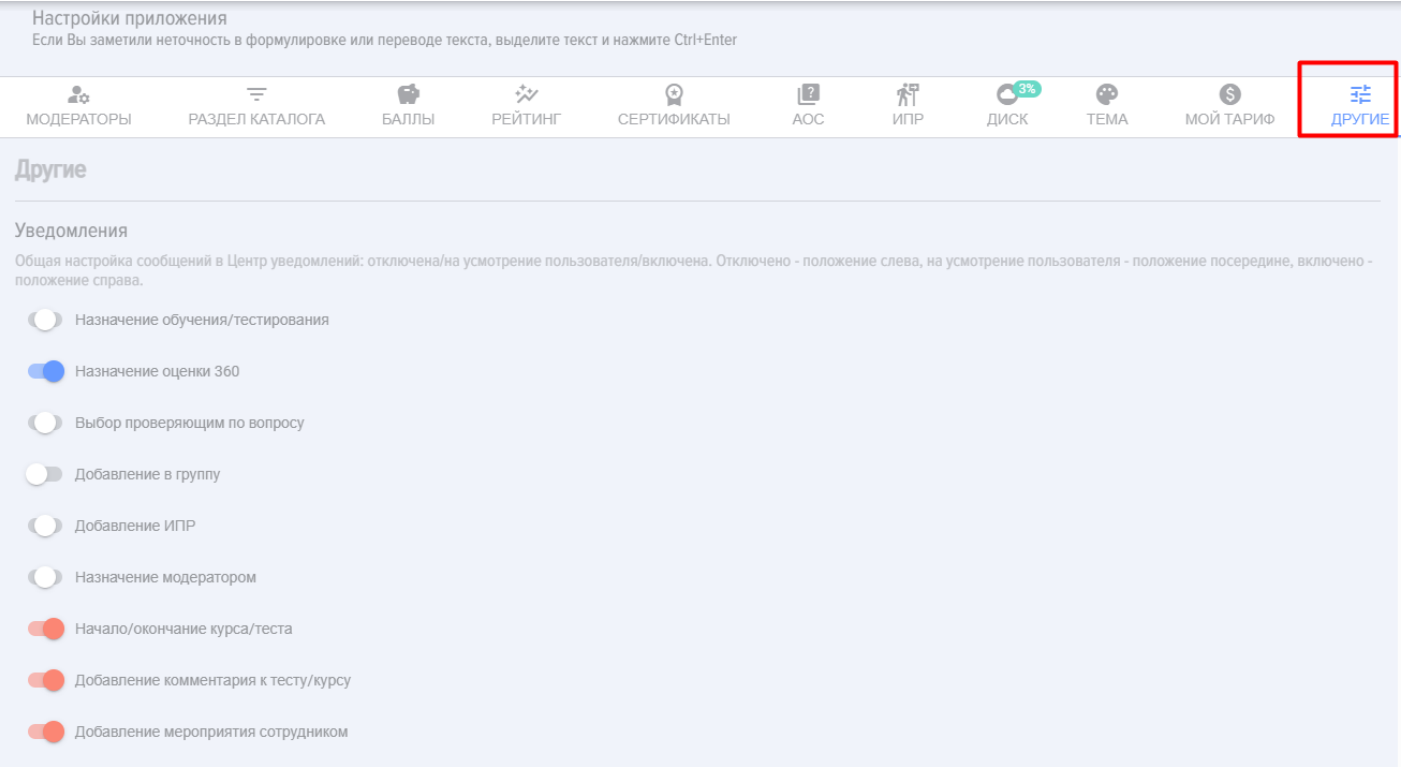 Настройки приложения
Если Вы заметили неточность в формулировке или переводе текста, выделите текст и нажмите Ctrl+Enter
МОДЕРАТОРЫ
РАЗДЕЛ КАТАЛОГА
БАЛЛЫ
РЕЙТИНГ
СЕРТИФИКАТЫ
АОС
ИПР
3%
ДИСК
ТЕМА
МОЙ ТАРИФ
ДРУГИЕ
Другие
Уведомления
Общая настройка сообщений в Центр уведомлений: отключена/на усмотрение пользователя/включена. Отключено - положение слева, на усмотрение пользователя - положение посередине, включено -
положение справа.
Назначение обучения/тестирования
Назначение оценки 360
Выбор проверяющим по вопросу
Добавление в группу
Добавление ИПР
Назначение модератором
Начало/окончание курса/теста
Добавление комментария к тесту/курсу
Добавление мероприятия сотрудником